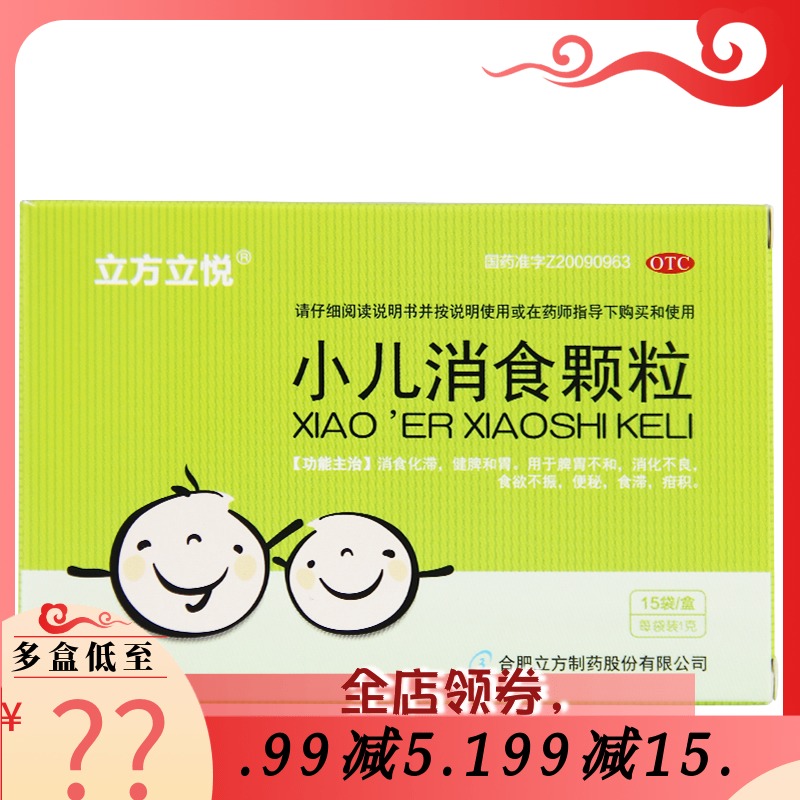 立方立悦®
国药准字Z20090963 OTC
请仔细阅读说明书并按说明使用或在药师指导下购买和使用
小儿消食颗粒
XIAO 'ER XIAOSHI KELI
【功能主治】消食化滞，健脾和胃。用于脾胃不和，消化不良，
食欲不振，便秘，食滞，疳积。
15袋/盒
每袋装1克
合肥立方制药股份有限公司
多盒低至
¥??
全店领券，
.99减5.199减15.